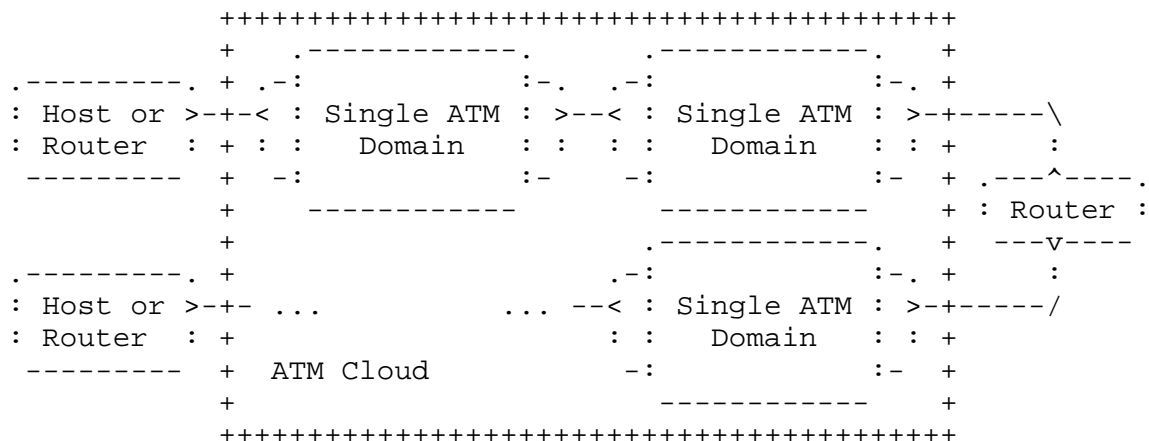 ++++++++++++++++++++++++++++++++++++++++++
+    .------------.       .------------.   +
.---------. + .-:            :-.  .-:            :-. +
: Host or >-+-< : Single ATM : >--< : Single ATM : >-+-----\
: Router  : + : :   Domain   : :  : :   Domain   : : +     :
---------  +  -:            :-    -:            :-  + .---^----.
+     ------------         ------------    + : Router :
+                         .------------.   +  ---v----
.---------. +                     .-:            :-. +     :
: Host or >-+- ...           ... --< : Single ATM : >-+-----/
: Router  : +                     : :   Domain   : : +
---------  +  ATM Cloud           -:            :-  +
+                          ------------    +
++++++++++++++++++++++++++++++++++++++++++